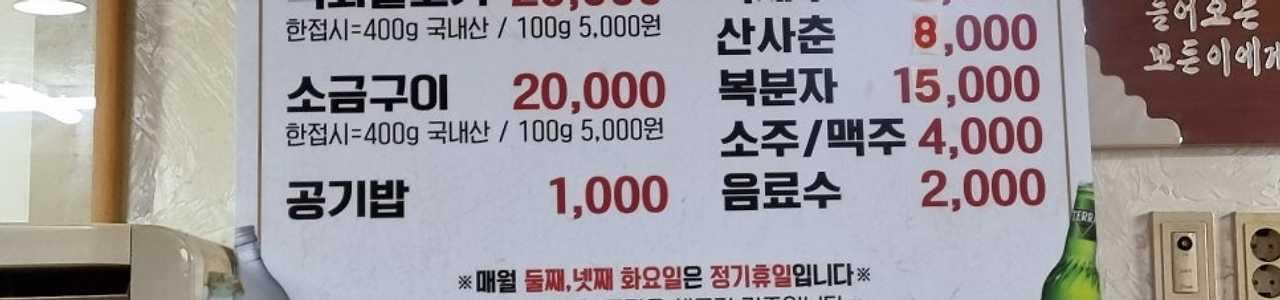 한접시=400g 국내산 / 100g 5,000원
소금구이 20,000
한접시=400g 국내산 / 100g 5,000원
공기밥 1,000
산사춘 8,000
복분자 15,000
소주/맥주 4,000
음료수 2,000
※매월 둘째,넷째 화요일은 정기휴일입니다※
들어오는
모든이에게
TERRA